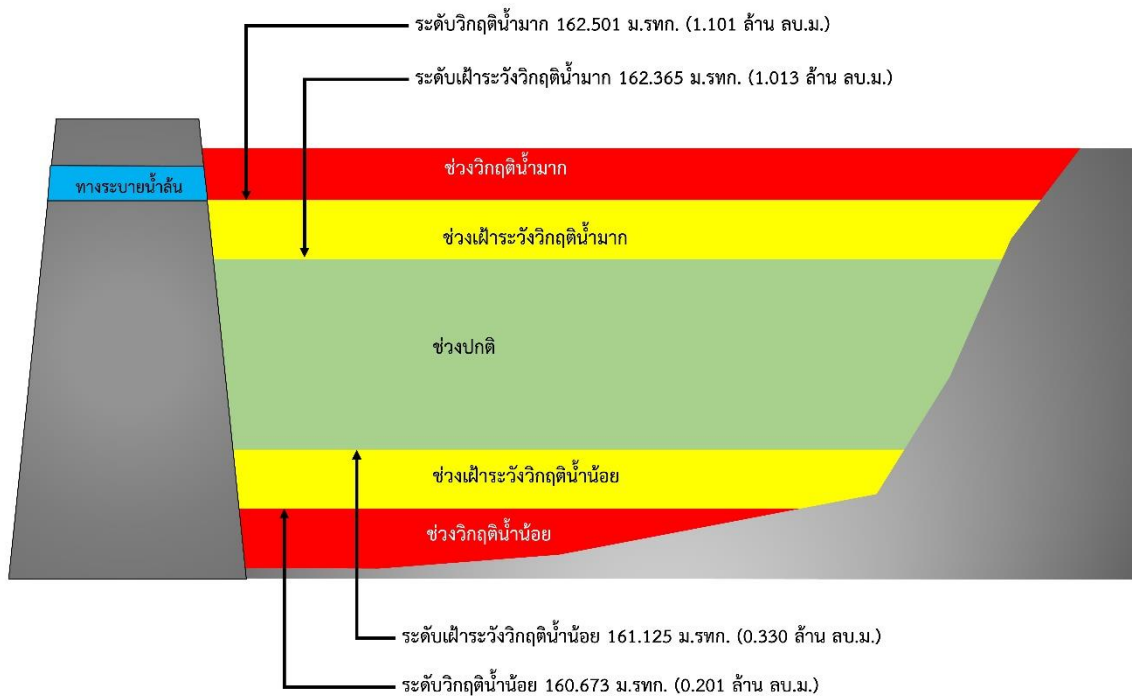 ระดับวิกฤติน้ำมาก 162.501 ม.รทก. (1.101 ล้าน ลบ.ม.)
ระดับเฝ้าระวังวิกฤติน้ำมาก 162.365 ม.รทก. (1.013 ล้าน ลบ.ม.)
ช่วงวิกฤติน้ำมาก
ทางระบายน้ำล้น
ช่วงเฝ้าระวังวิกฤติน้ำมาก
ช่วงปกติ
ช่วงเฝ้าระวังวิกฤติน้ำน้อย
ช่วงวิกฤติน้ำน้อย
ระดับเฝ้าระวังวิกฤติน้ำน้อย 161.125 ม.รทก. (0.330 ล้าน ลบ.ม.)
ระดับวิกฤติน้ำน้อย 160.673 ม.รทก. (0.201 ล้าน ลบ.ม.)